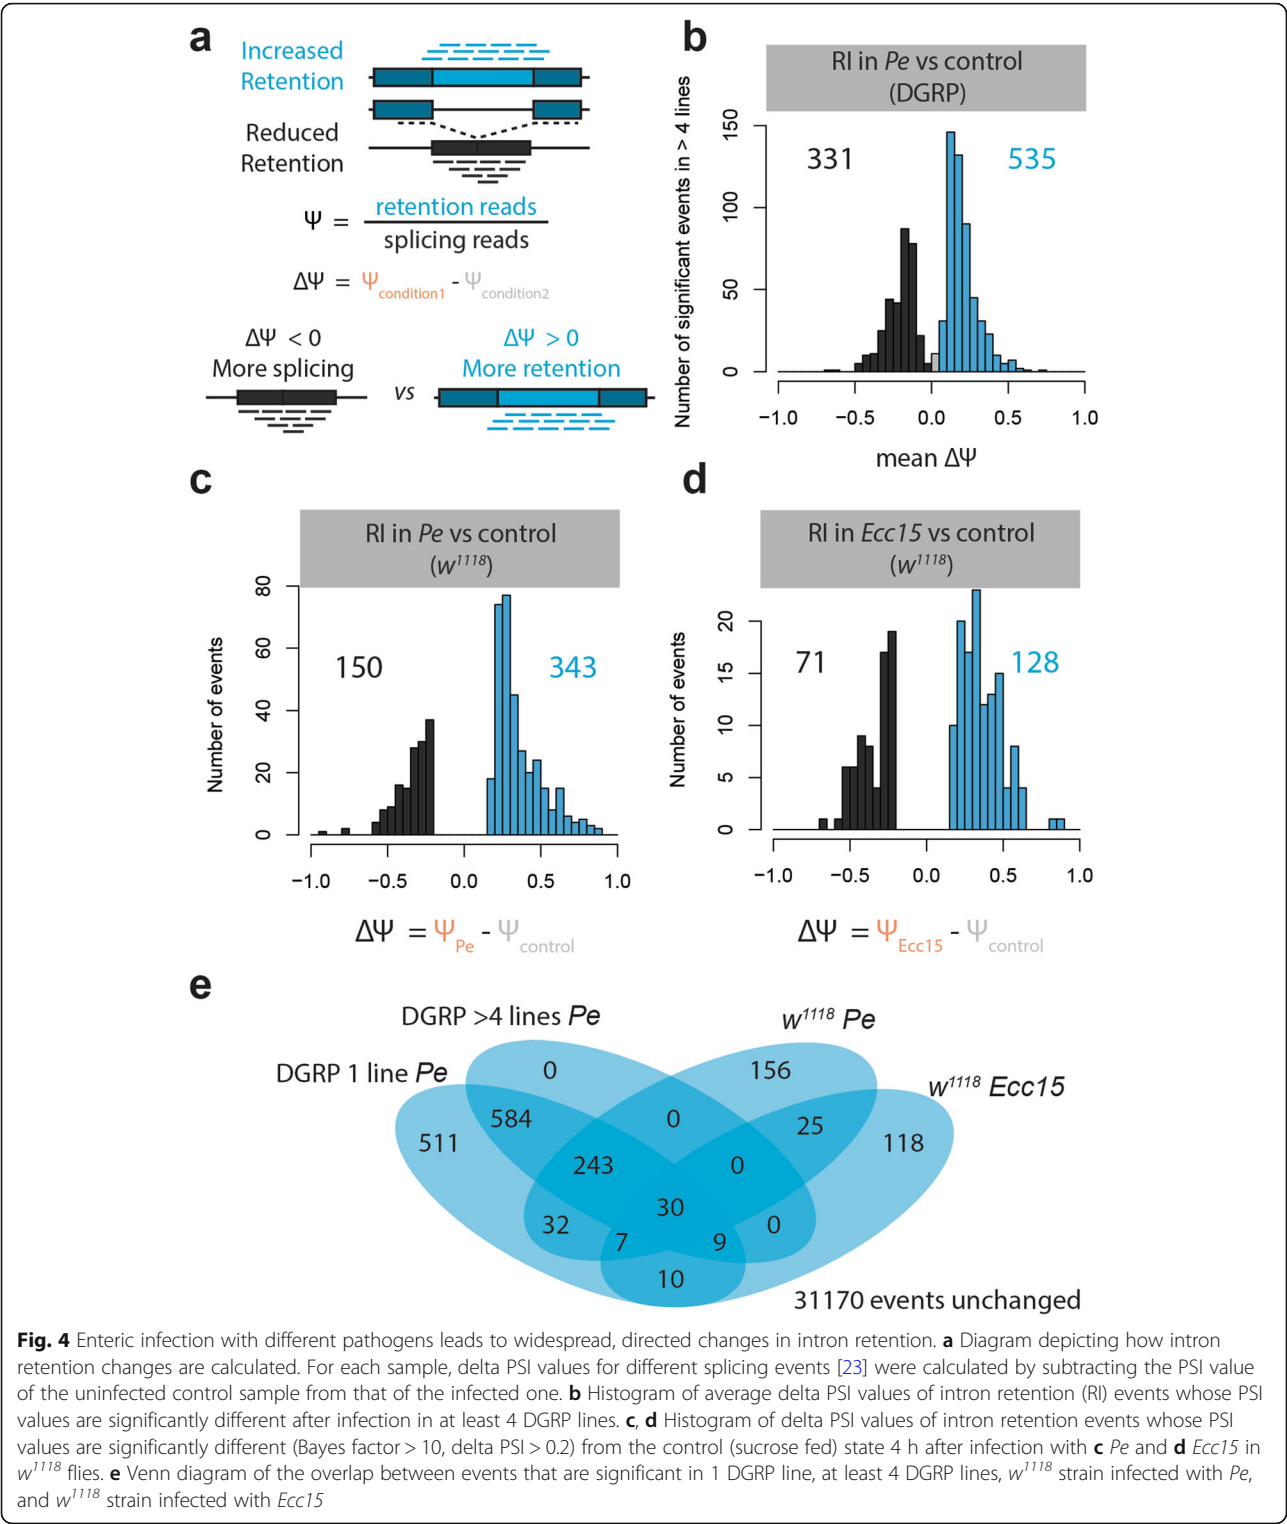 a
Increased
Retention
Reduced
Retention
Ψ = retention reads
splicing reads
ΔΨ = Ψcondition1 - Ψcondition2
ΔΨ < 0
More splicing
vs
ΔΨ > 0
More retention
b
RI in Pe vs control
(DGRP)
Number of significant events in > 4 lines
150
100
50
0
331
535
−1.0 −0.5 0.0 0.5 1.0
mean ΔΨ
c
RI in Pe vs control
(w1118)
Number of events
80
60
40
20
0
150
343
−1.0 −0.5 0.0 0.5 1.0
ΔΨ = ΨPe - Ψcontrol
d
RI in Ecc15 vs control
(w1118)
Number of events
20
15
10
5
0
71
128
−1.0 −0.5 0.0 0.5 1.0
ΔΨ = ΨEcc15 - Ψcontrol
e
DGRP >4 lines Pe
w1118 Pe
DGRP 1 line Pe
w1118 Ecc15
0
156
584
0
25
511
118
243
0
30
32
0
7
9
10
31170 events unchanged
Fig. 4 Enteric infection with different pathogens leads to widespread, directed changes in intron retention. a Diagram depicting how intron
retention changes are calculated. For each sample, delta PSI values for different splicing events [23] were calculated by subtracting the PSI value
of the uninfected control sample from that of the infected one. b Histogram of average delta PSI values of intron retention (RI) events whose PSI
values are significantly different after infection in at least 4 DGRP lines. c, d Histogram of delta PSI values of intron retention events whose PSI
values are significantly different (Bayes factor > 10, delta PSI > 0.2) from the control (sucrose fed) state 4 h after infection with c Pe and d Ecc15 in
w1118 flies. e Venn diagram of the overlap between events that are significant in 1 DGRP line, at least 4 DGRP lines, w1118 strain infected with Pe,
and w1118 strain infected with Ecc15